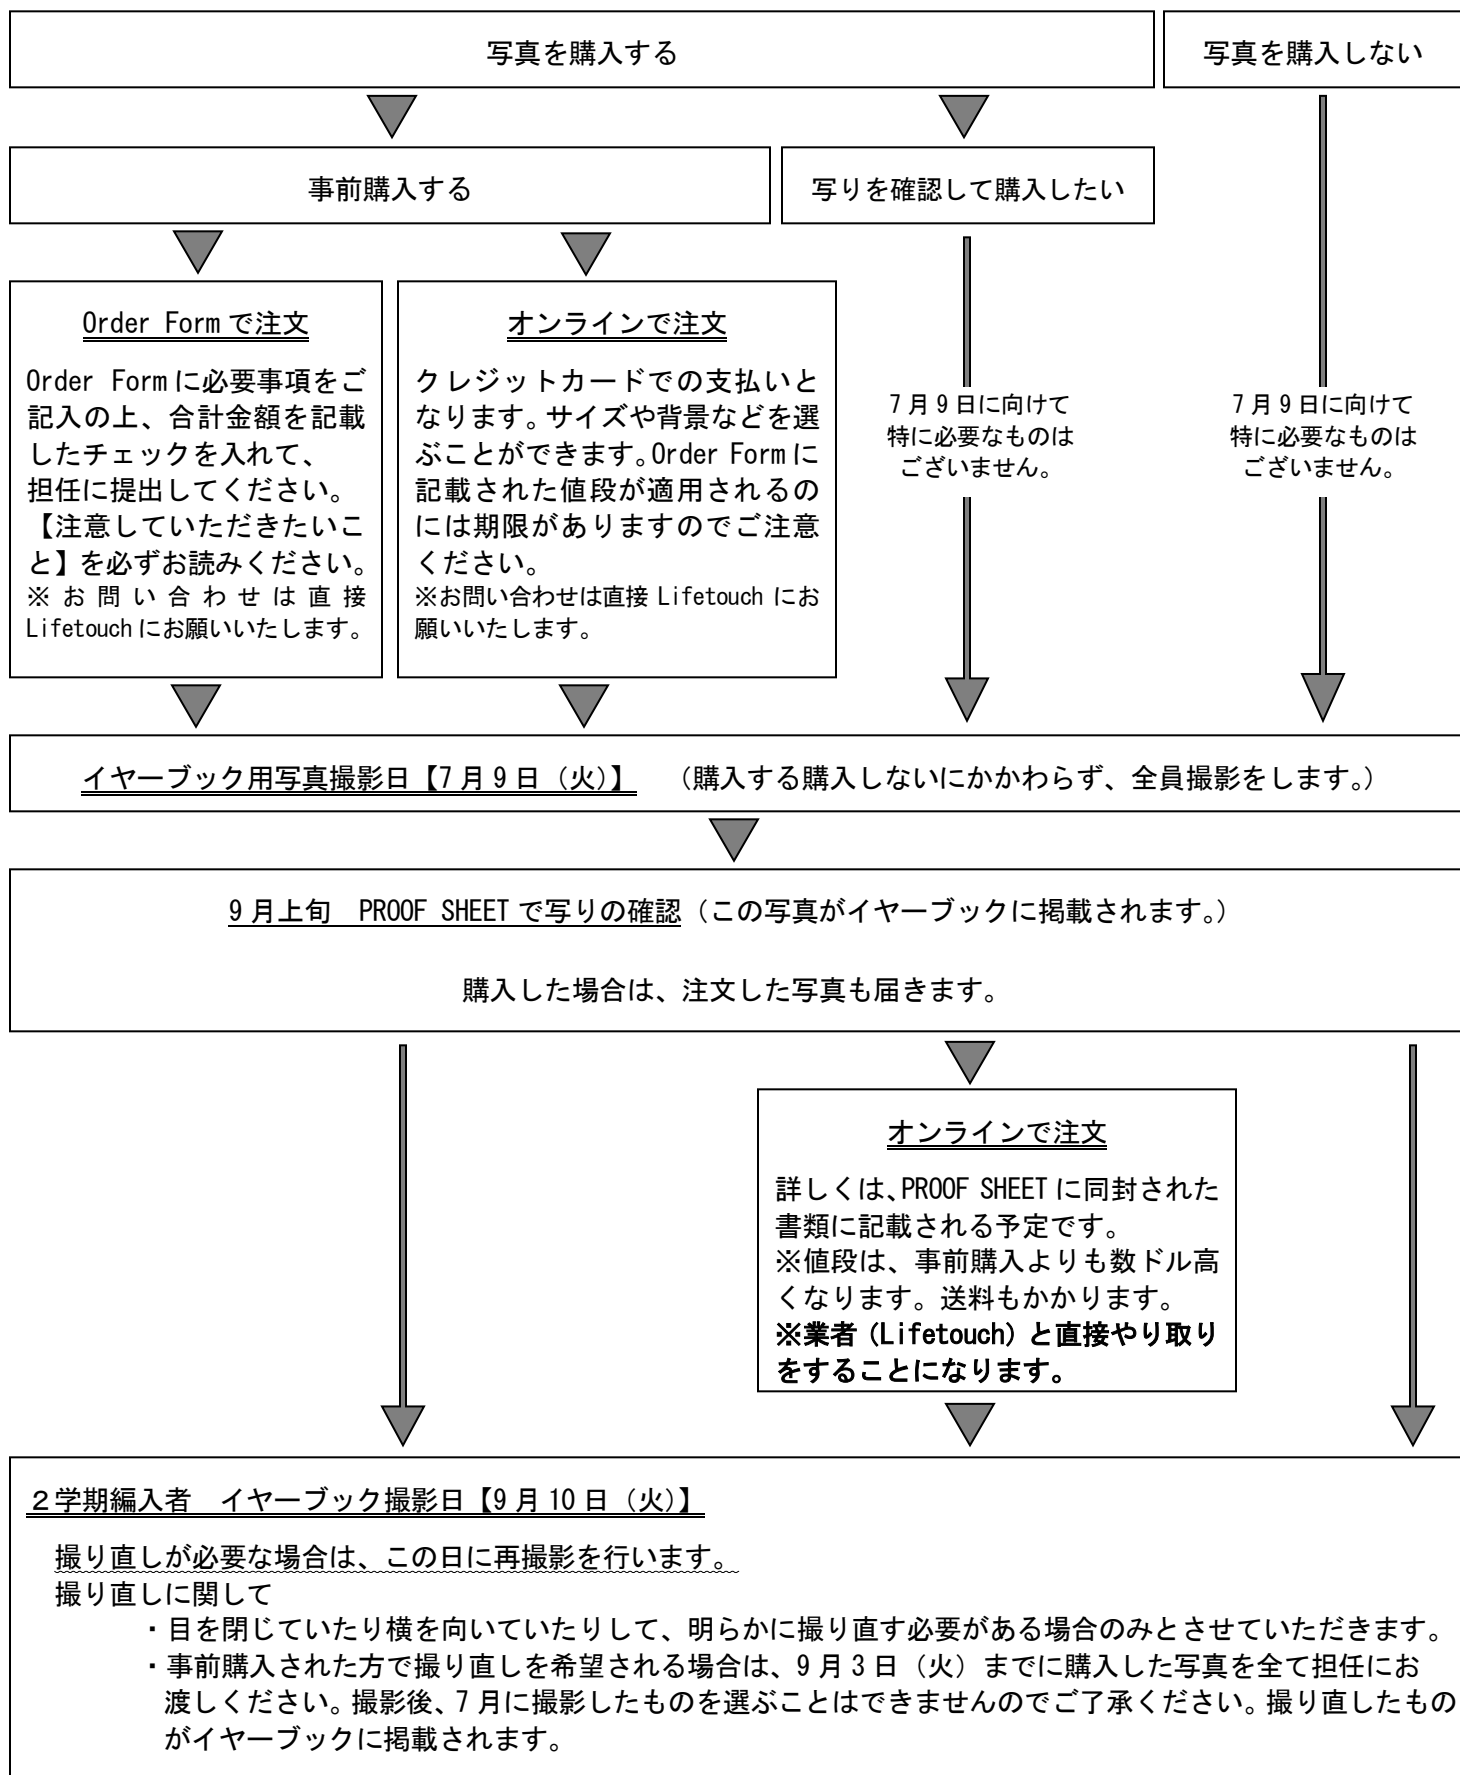 写真を購入する
写真を購入しない
事前購入する
写りを確認して購入したい
Order Form で注文
Order Form に必要事項をご
記入の上、合計金額を記載
したチェックを入れて、
担任に提出してください。
【注意していただきたいこ
と】を必ずお読みください。
※お問い合わせは直接
Lifetouch にお願いいたします。
オンラインで注文
クレジットカードでの支払いと
なります。サイズや背景などを選
ぶことができます。Order Form に
記載された値段が適用されるの
には期限がありますのでご注意
ください。
※お問い合わせは直接 Lifetouch にお
願いいたします。
7 月 9 日に向けて
特に必要なものは
ございません。
7 月 9 日に向けて
特に必要なものは
ございません。
イヤーブック用写真撮影日【7 月 9 日（火）】　（購入する購入しないにかかわらず、全員撮影をします。）
9 月上旬　PROOF SHEET で写りの確認（この写真がイヤーブックに掲載されます。）
購入した場合は、注文した写真も届きます。
オンラインで注文
詳しくは、PROOF SHEET に同封された
書類に記載される予定です。
※値段は、事前購入よりも数ドル高
くなります。送料もかかります。
※業者（Lifetouch）と直接やり取り
をすることになります。
２学期編入者　イヤーブック撮影日【9 月 10 日（火）】
撮り直しが必要な場合は、この日に再撮影を行います。
撮り直しに関して
・目を閉じていたり横を向いていたりして、明らかに撮り直す必要がある場合のみとさせていただきます。
・事前購入された方で撮り直しを希望される場合は、9 月 3 日（火）までに購入した写真を全て担任にお
渡しください。撮影後、7 月に撮影したものを選ぶことはできませんのでご了承ください。撮り直したもの
がイヤーブックに掲載されます。